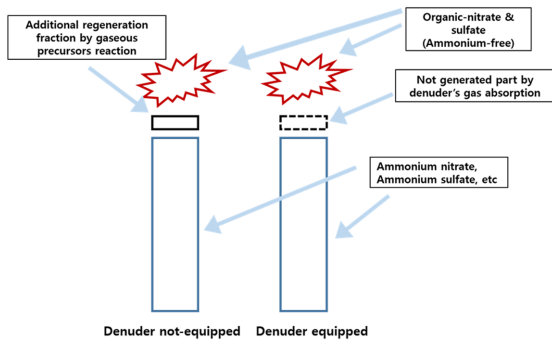 Additional regeneration
fraction by gaseous
precursors reaction
Organic-nitrate &
sulfate
(Ammonium-free)
Not generated part by
denuder's gas absorption
Ammonium nitrate,
Ammonium sulfate, etc
Denuder not-equipped
Denuder equipped